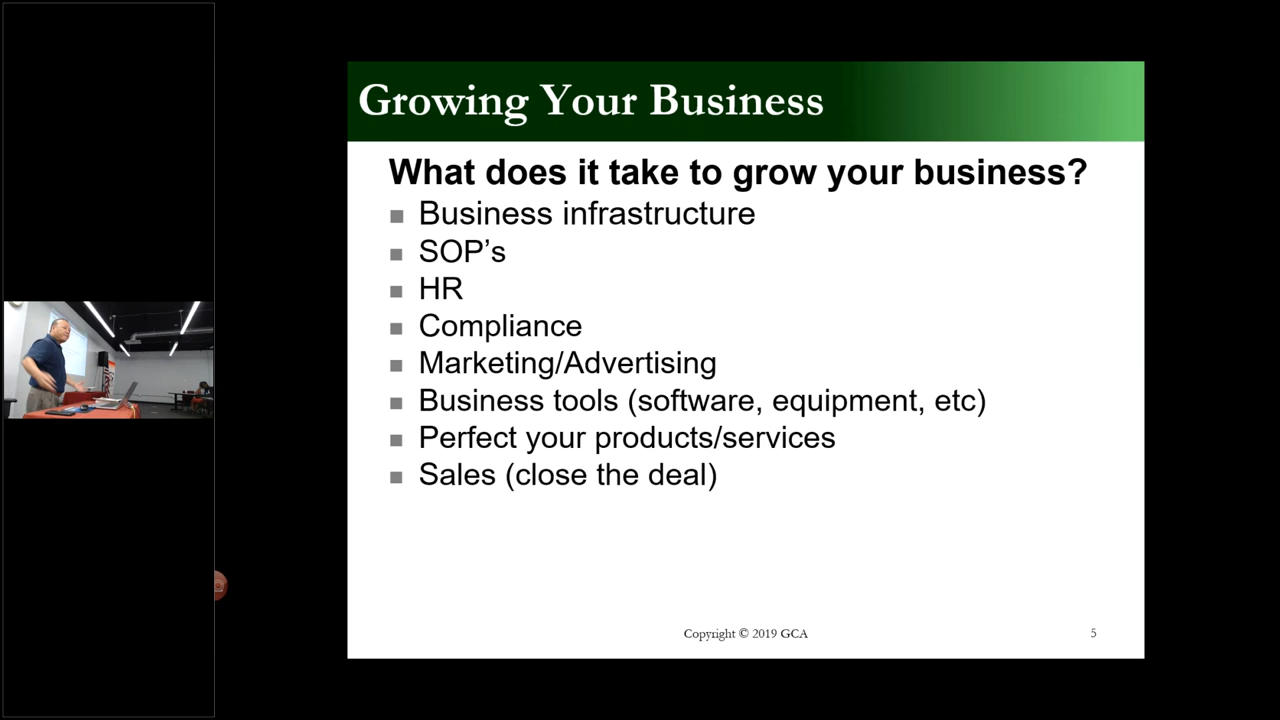 Growing Your Business
What does it take to grow your business?
Business infrastructure
SOP’s
HR
Compliance
Marketing/Advertising
Business tools (software, equipment, etc)
Perfect your products/services
Sales (close the deal)
Copyright © 2019 GCA
5